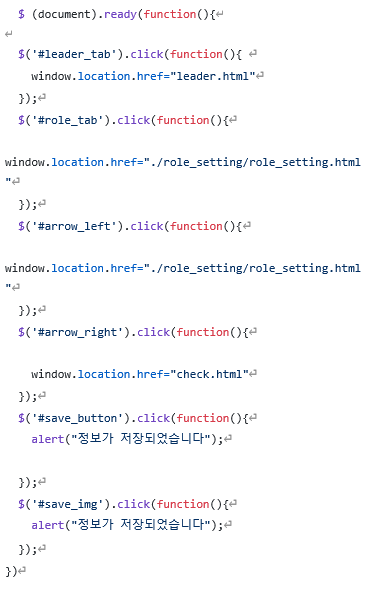 $ (document).ready(function(){↵
↵
$('#leader_tab').click(function(){ ↵
window.location.href="leader.html"↵
});↵
$('#role_tab').click(function(){↵
window.location.href="./role_setting/role_setting.html
"↵
});↵
$('#arrow_left').click(function(){↵
window.location.href="./role_setting/role_setting.html
"↵
});↵
$('#arrow_right').click(function(){↵
window.location.href="check.html"↵
});↵
$('#save_button').click(function(){↵
alert("정보가 저장되었습니다");↵
});↵
$('#save_img').click(function(){↵
alert("정보가 저장되었습니다");↵
});↵
})↵